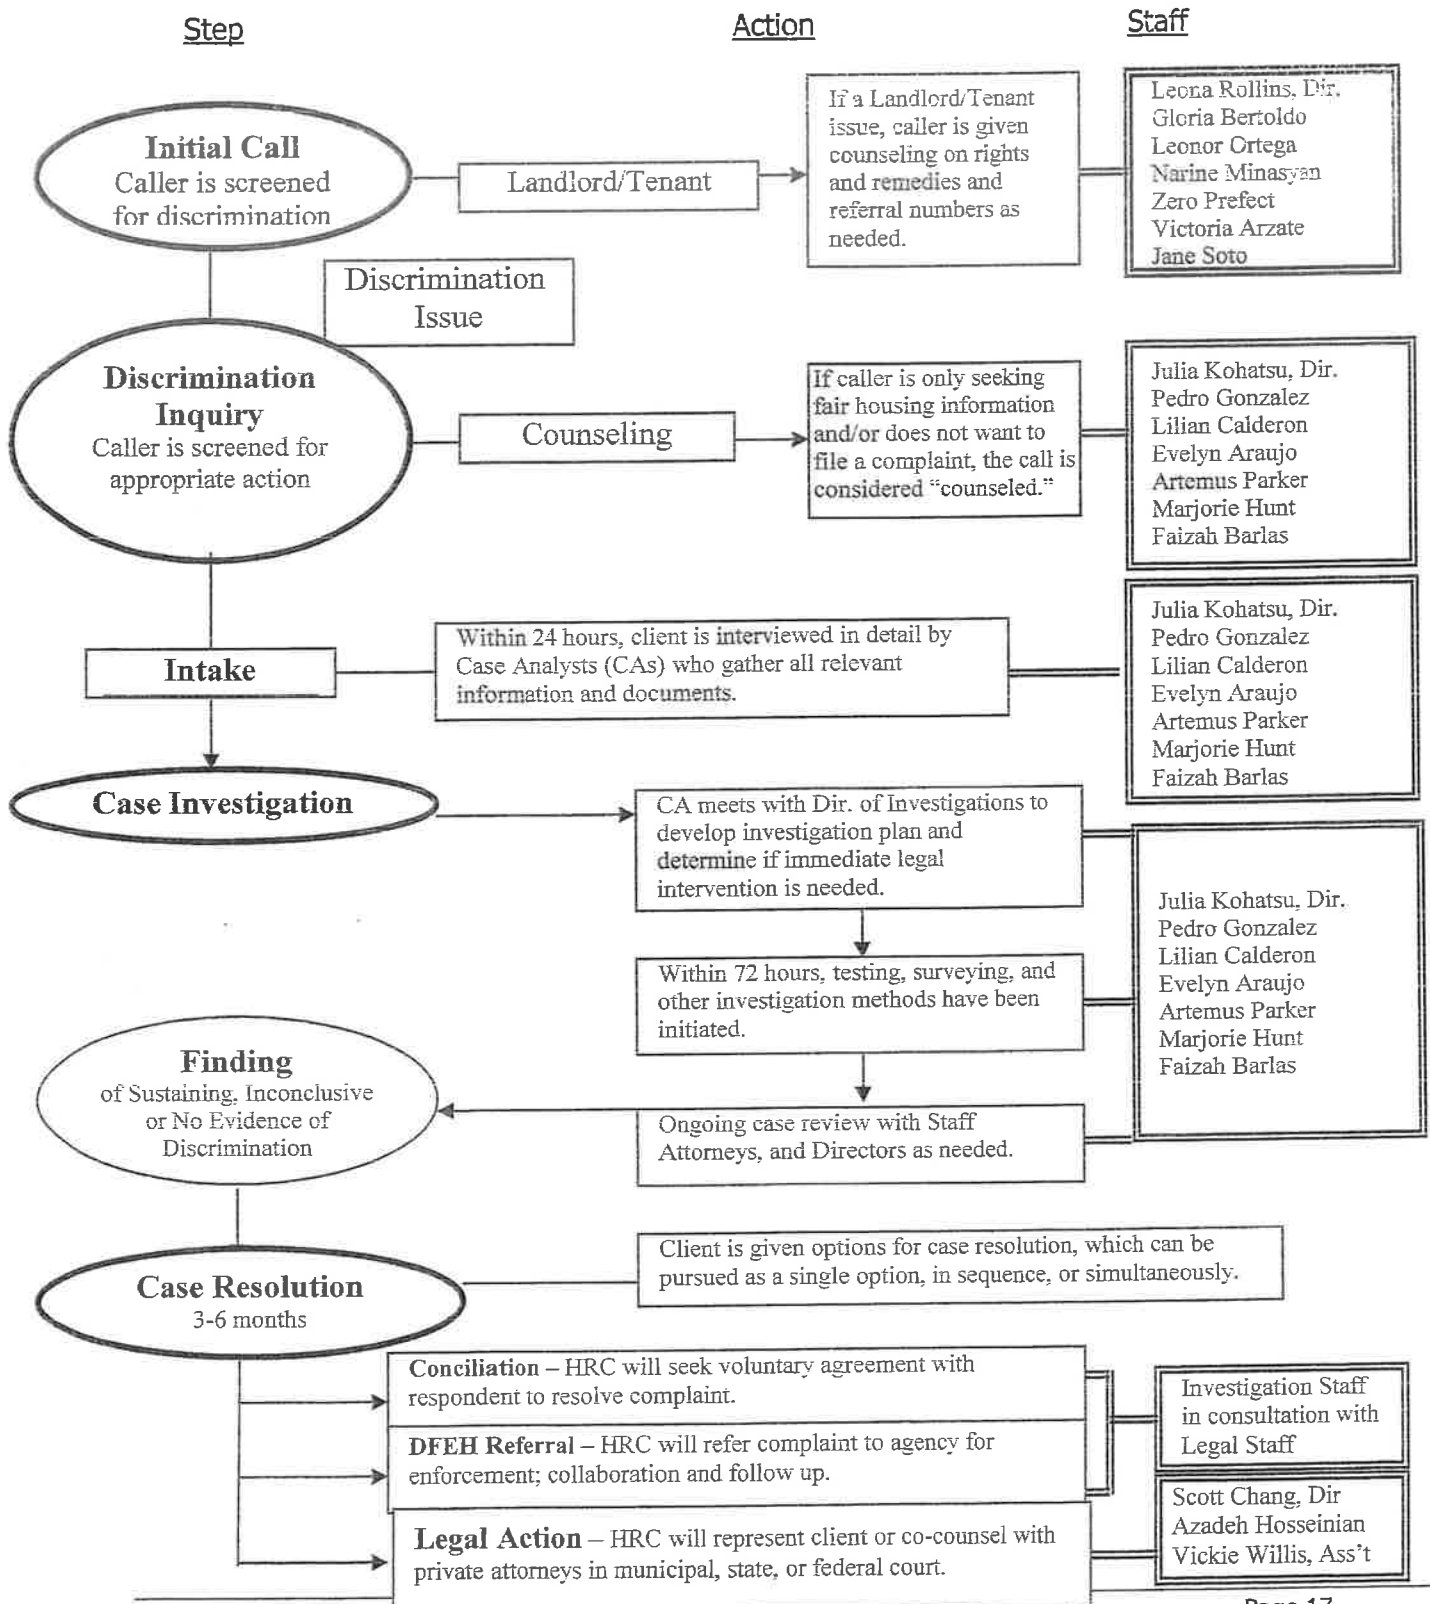 Step
Action
Staff
Initial Call
Caller is screened
for discrimination
Landlord/Tenant
If a Landlord/Tenant
issue, caller is given
counseling on rights
and remedies and
referral numbers as
needed.
Leona Rollins, Dir.
Gloria Bertoldo
Leonor Ortega
Narine Minasyan
Zero Prefect
Victoria Arzate
Jane Soto
Discrimination
Issue
Discrimination
Inquiry
Caller is screened for
appropriate action
Counseling
If caller is only seeking
fair housing information
and/or does not want to
file a complaint, the call is
considered “counseled.”
Julia Kohatsu, Dir.
Pedro Gonzalez
Lilian Calderon
Evelyn Araujo
Artemus Parker
Marjorie Hunt
Faizah Barlas
Intake
Within 24 hours, client is interviewed in detail by
Case Analysts (CAs) who gather all relevant
information and documents.
Julia Kohatsu, Dir.
Pedro Gonzalez
Lilian Calderon
Evelyn Araujo
Artemus Parker
Marjorie Hunt
Faizah Barlas
Case Investigation
CA meets with Dir. of Investigations to
develop investigation plan and
determine if immediate legal
intervention is needed.
Within 72 hours, testing, surveying, and
other investigation methods have been
initiated.
Ongoing case review with Staff
Attorneys, and Directors as needed.
Julia Kohatsu, Dir.
Pedro Gonzalez
Lilian Calderon
Evelyn Araujo
Artemus Parker
Marjorie Hunt
Faizah Barlas
Finding
of Sustaining, Inconclusive
or No Evidence of
Discrimination
Case Resolution
3-6 months
Client is given options for case resolution, which can be
pursued as a single option, in sequence, or simultaneously.
Conciliation – HRC will seek voluntary agreement with
respondent to resolve complaint.
DFEH Referral – HRC will refer complaint to agency for
enforcement; collaboration and follow up.
Investigation Staff
in consultation with
Legal Staff
Legal Action – HRC will represent client or co-counsel with
private attorneys in municipal, state, or federal court.
Scott Chang, Dir
Azadeh Hosseinian
Vickie Willis, Ass't
Page 17